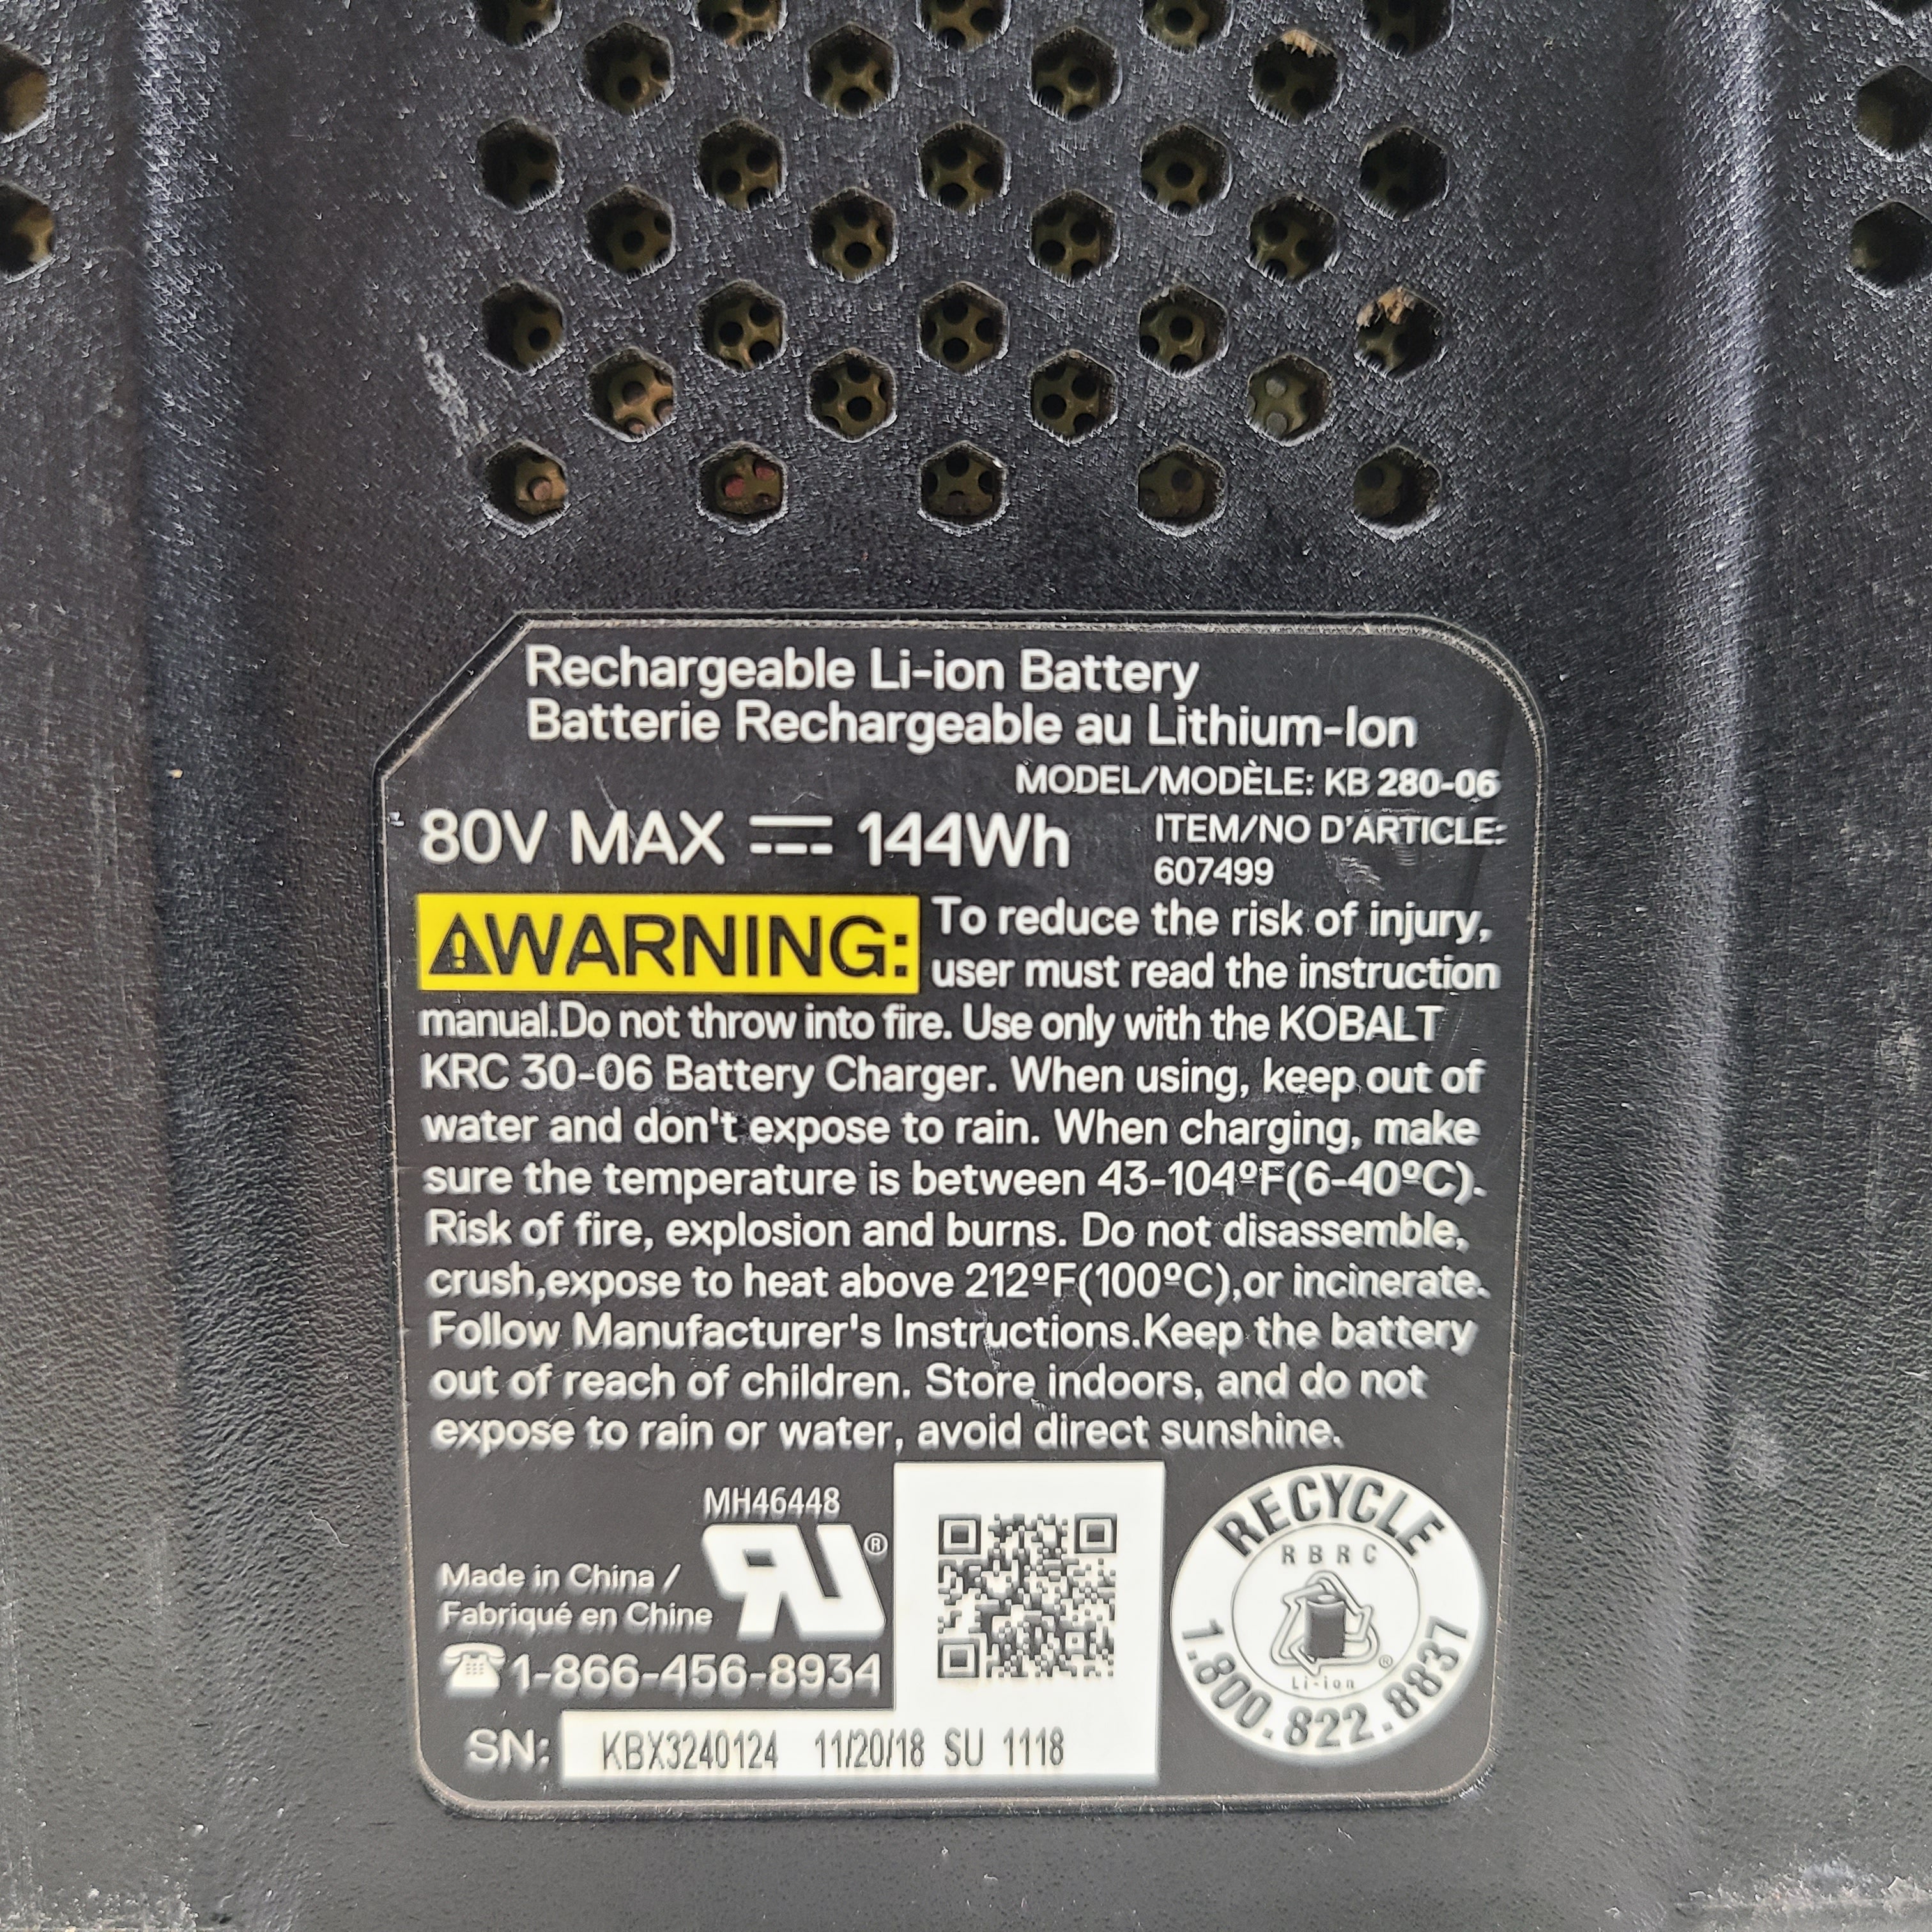 Rechargeable Li-ion Battery
Batterie Rechargeable au Lithium-Ion
MODEL/MODÈLE: KB 280-06
80V MAX 144Wh
ITEM/NO D'ARTICLE:
607499
WARNING: To reduce the risk of injury,
user must read the instruction
manual.Do not throw into fire. Use only with the KOBALT
KRC 30-06 Battery Charger. When using, keep out of
water and don't expose to rain. When charging, make
sure the temperature is between 43-104ºF(6-40ºC).
Risk of fire, explosion and burns. Do not disassemble,
crush,expose to heat above 212ºF(100ºC),or incinerate.
Follow Manufacturer's Instructions.Keep the battery
out of reach of children. Store indoors, and do not
expose to rain or water, avoid direct sunshine.
MH46448
®
Made in China /
Fabriqué en Chine
1-866-456-8934
SN: KBX3240124 11/20/18 SU 1118
RECYCLE
RBRC
®
Li-ion
1.800.822.8837